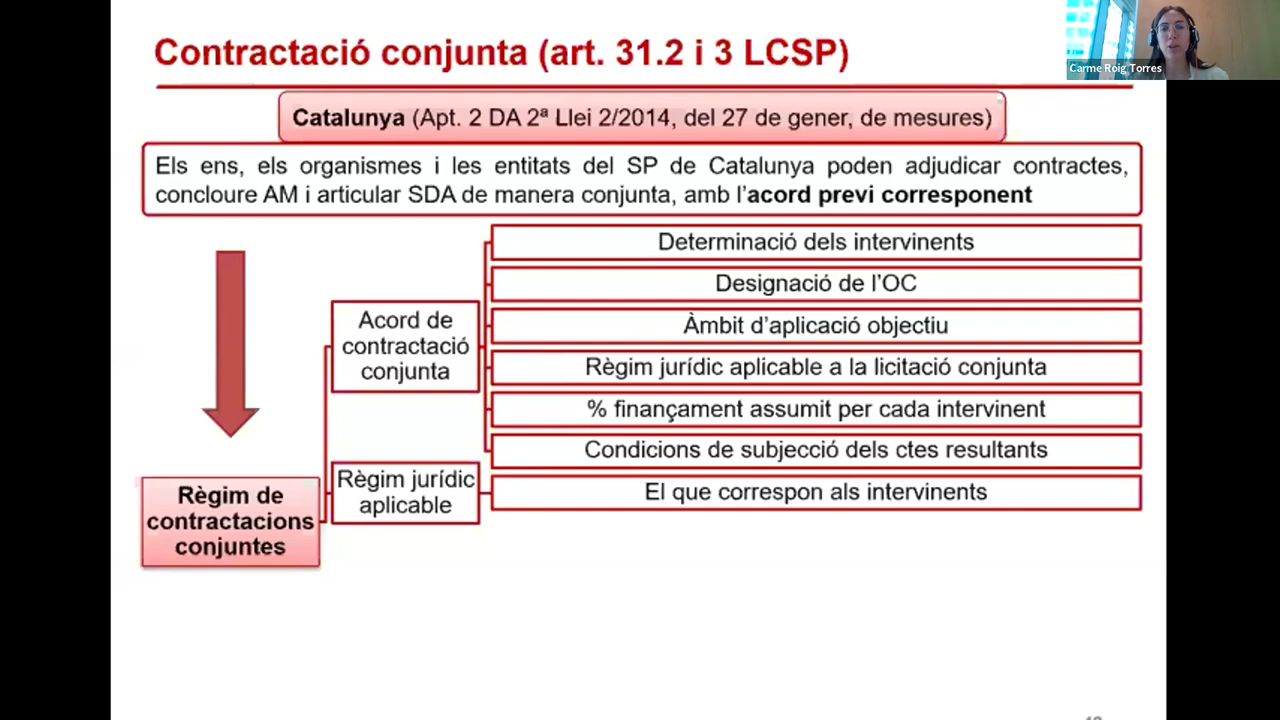 Contractació conjunta (art. 31.2 i 3 LCSP)
Carme Roig Torres
Catalunya (Apt. 2 DA 2ª Llei 2/2014, del 27 de gener, de mesures)
Els ens, els organismes i les entitats del SP de Catalunya poden adjudicar contractes,
concloure AM i articular SDA de manera conjunta, amb l'acord previi corresponent
Determinació dels intervinents
Designació de l'OC
Àmbit d'aplicació objectiu
Règim jurídic aplicable a la licitació conjunta
% finançament assumit per cada intervinent
Condicions de subjecció dels ctes resultants
Acord de
contractació
conjunta
Règim jurídic
aplicable
El que correspon als intervinents
Règim de
contractacions
conjuntes